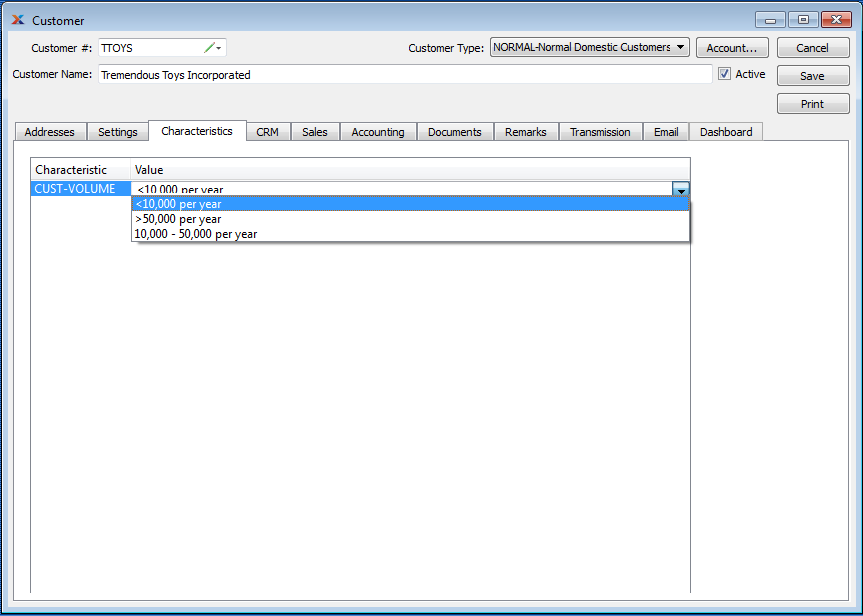 Customer
Customer #: TTOYS Customer Type: NORMAL-Normal Domestic Customers Account... Cancel
Customer Name: Tremendous Toys Incorporated Active Save
Print
Addresses Settings Characteristics CRM Sales Accounting Documents Remarks Transmission Email Dashboard
Characteristic Value
CUST-VOLUME <10,000 per year
<10,000 per year
>50,000 per year
10,000 - 50,000 per year